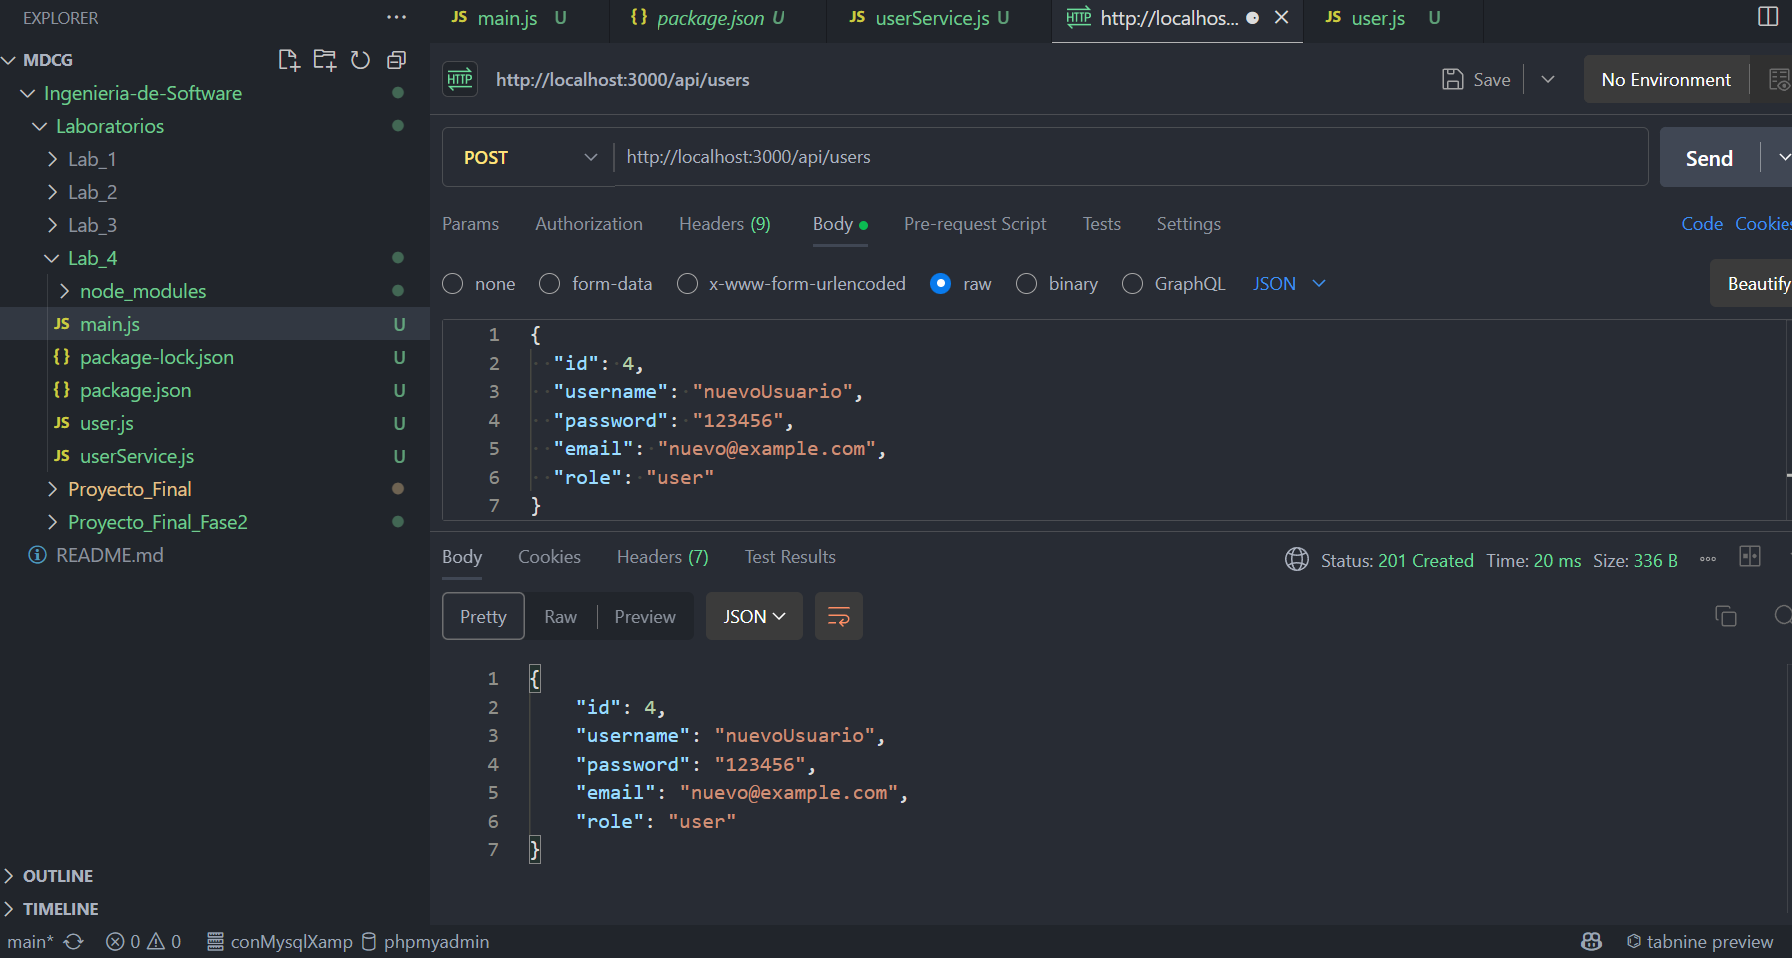 EXPLORER
MDCG
Ingenieria-de-Software
Laboratorios
Lab_1
Lab_2
Lab_3
Lab_4
node_modules
JS main.js U
{} package-lock.json U
{} package.json U
JS user.js U
JS userService.js U
Proyecto_Final
Proyecto_Final_Fase2
README.md
OUTLINE
TIMELINE
JS main.js U {} package.json U JS userService.js U HTTP http://localhos... JS user.js U
HTTP http://localhost:3000/api/users Save No Environment
POST http://localhost:3000/api/users Send
Params Authorization Headers (9) Body Pre-request Script Tests Settings Code Cookies
none form-data x-www-form-urlencoded raw binary GraphQL JSON Beautify
1 {
2 "id": 4,
3 "username": "nuevoUsuario",
4 "password": "123456",
5 "email": "nuevo@example.com",
6 "role": "user"
7 }
Body Cookies Headers (7) Test Results Status: 201 Created Time: 20 ms Size: 336 B
Pretty Raw Preview JSON
1 {
2 "id": 4,
3 "username": "nuevoUsuario",
4 "password": "123456",
5 "email": "nuevo@example.com",
6 "role": "user"
7 }
main* 0 0 conMysqlXamp phpmyadmin tabnine preview